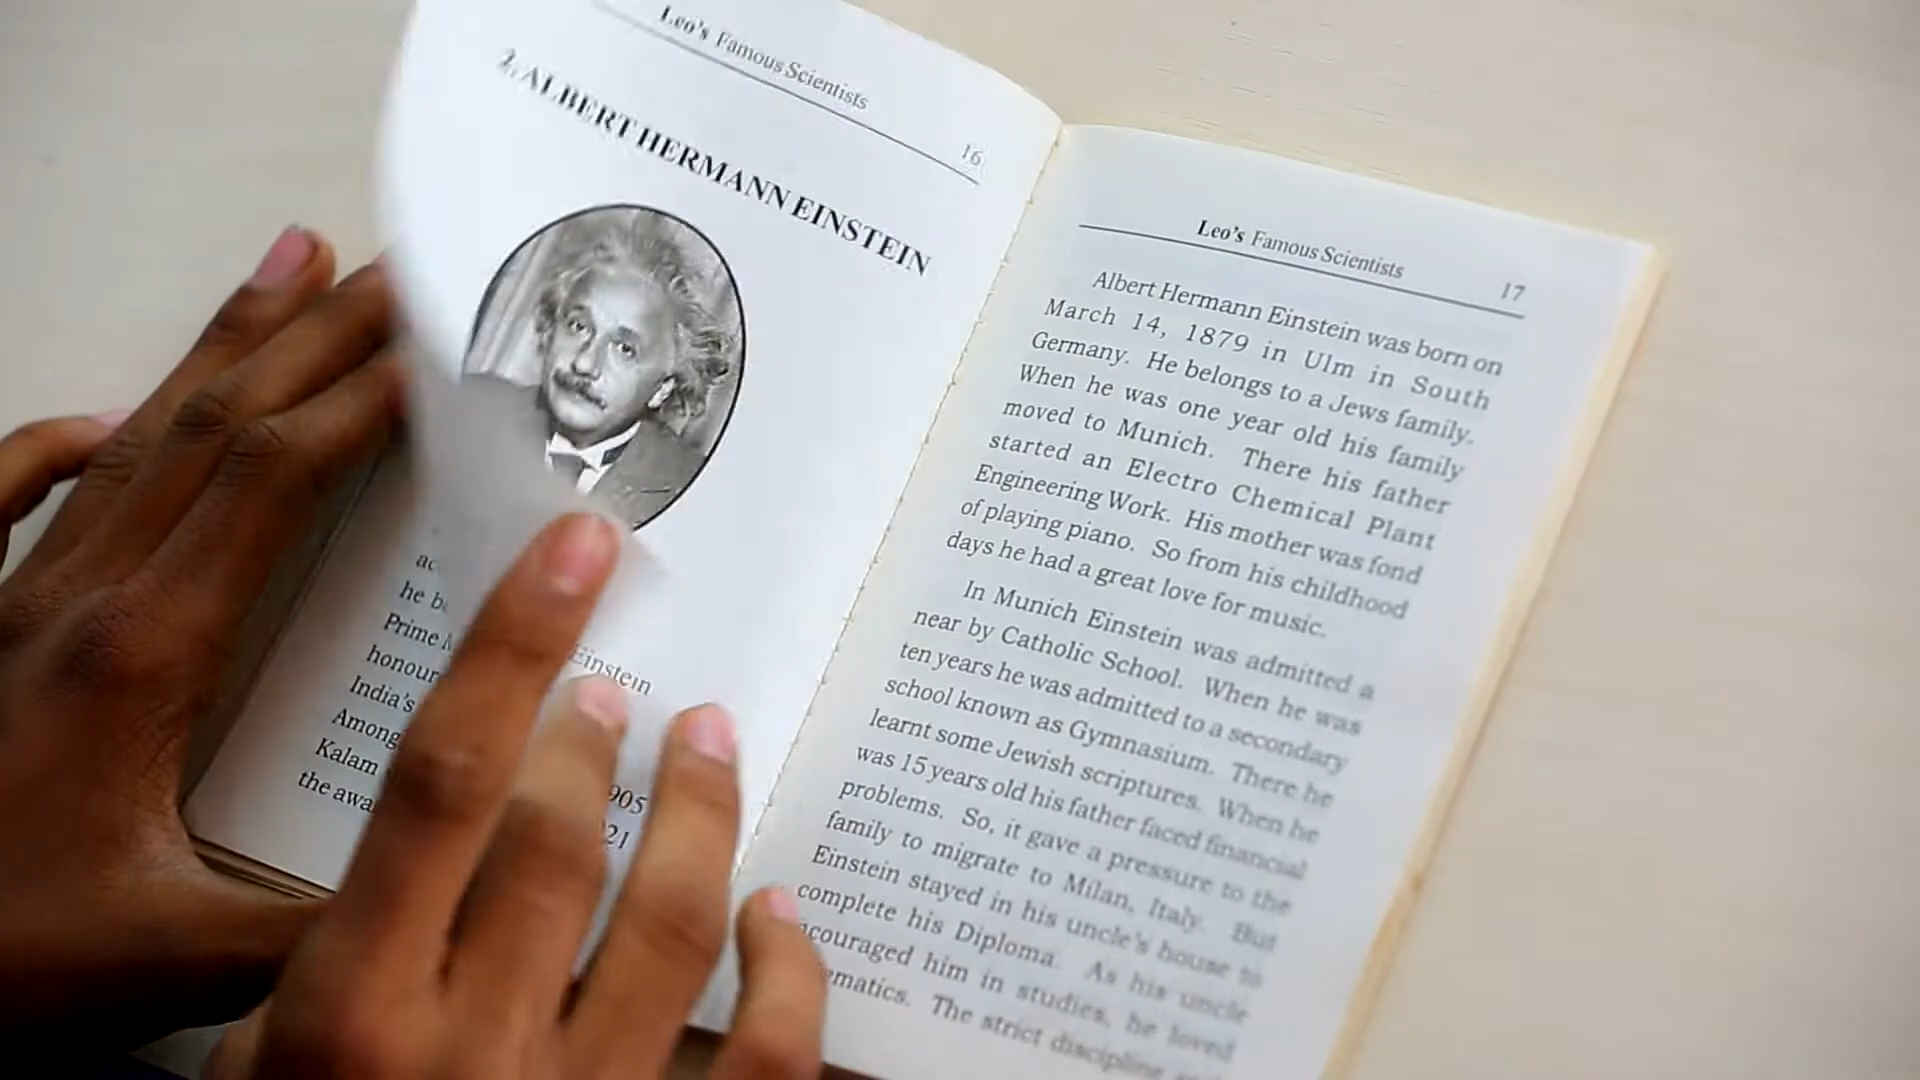 Leo's Famous Scientists
16
2. ALBERT HERMANN EINSTEIN
he
Prime
honour
India's
Among
Kalam
the
Einstein
905
21
Leo's Famous Scientists
17
Albert Hermann Einstein was born on
March 14, 1879 in Ulm in South
Germany. He belongs to a Jews family.
When he was one year old his family
moved to Munich. There his father
started an Electro Chemical Plant
Engineering Work. His mother was fond
of playing piano. So from his childhood
days he had a great love for music.
In Munich Einstein was admitted a
near by Catholic School. When he was
ten years he was admitted to a secondary
school known as Gymnasium. There he
learnt some Jewish scriptures. When he
was 15 years old his father faced financial
problems. So, it gave a pressure to the
family to migrate to Milan, Italy. But
Einstein stayed in his uncle's house to
complete his Diploma. As his uncle
couraged him in studies, he loved
ematics. The strict discipline